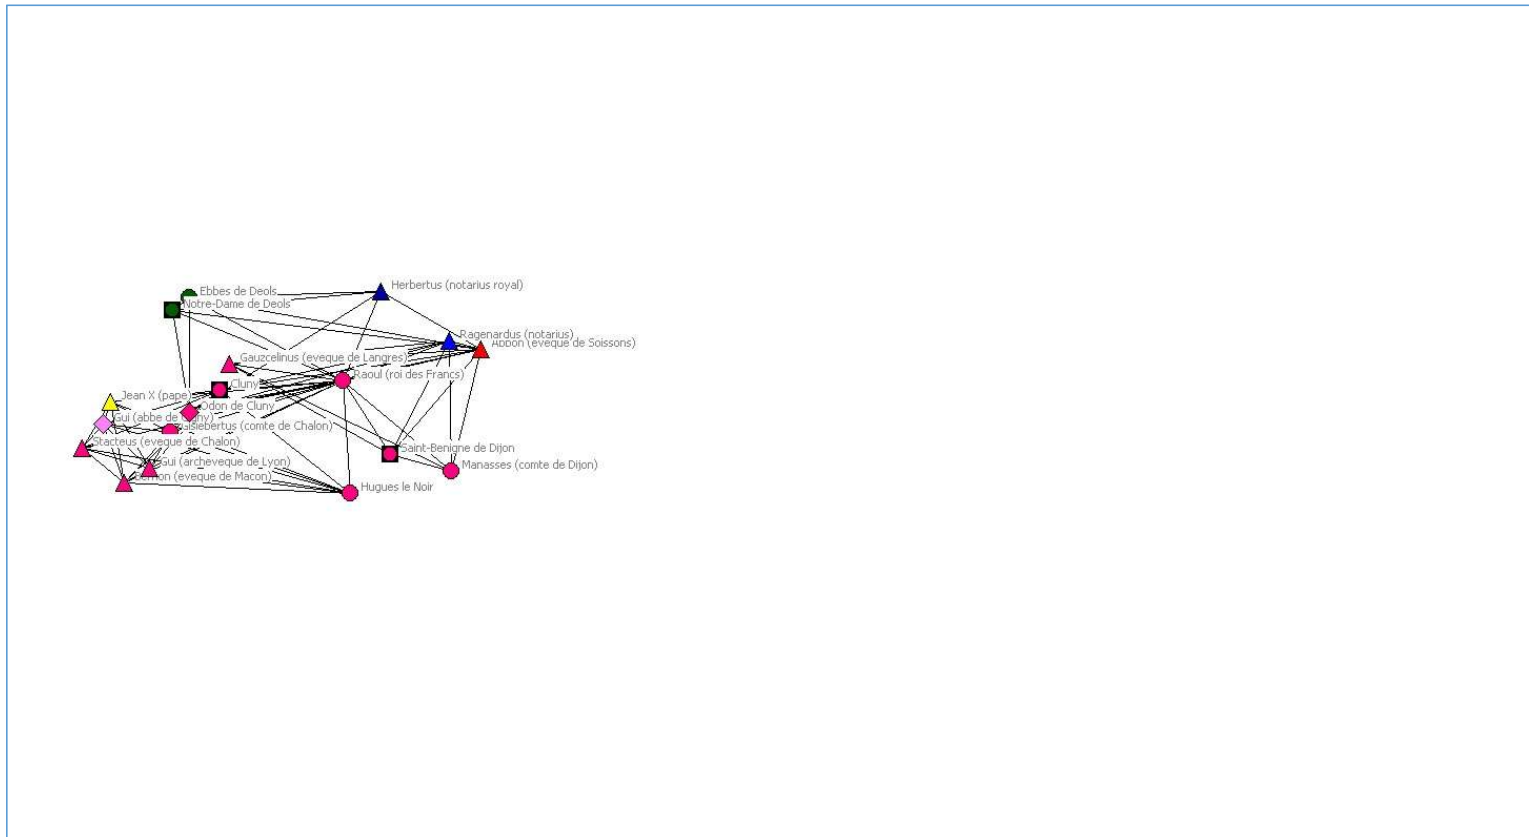 Ebbes de Deols
Herbertus (notarius royal)
Notre-Dame de Deols
Ragenardus (notarius)
Abbon (eveque de Soissons)
Gauzcelinus (eveque de Langres)
Raoul (roi des Francs)
Cluny
Jean X (pape)
Odon de Cluny
Gui (abbe de Cluny)
Gislebertus (comte de Chalon)
Stacteus (eveque de Chalon)
Saint-Benigne de Dijon
Gui (archeveque de Lyon)
Manasses (comte de Dijon)
Bernon (eveque de Macon)
Hugues le Noir